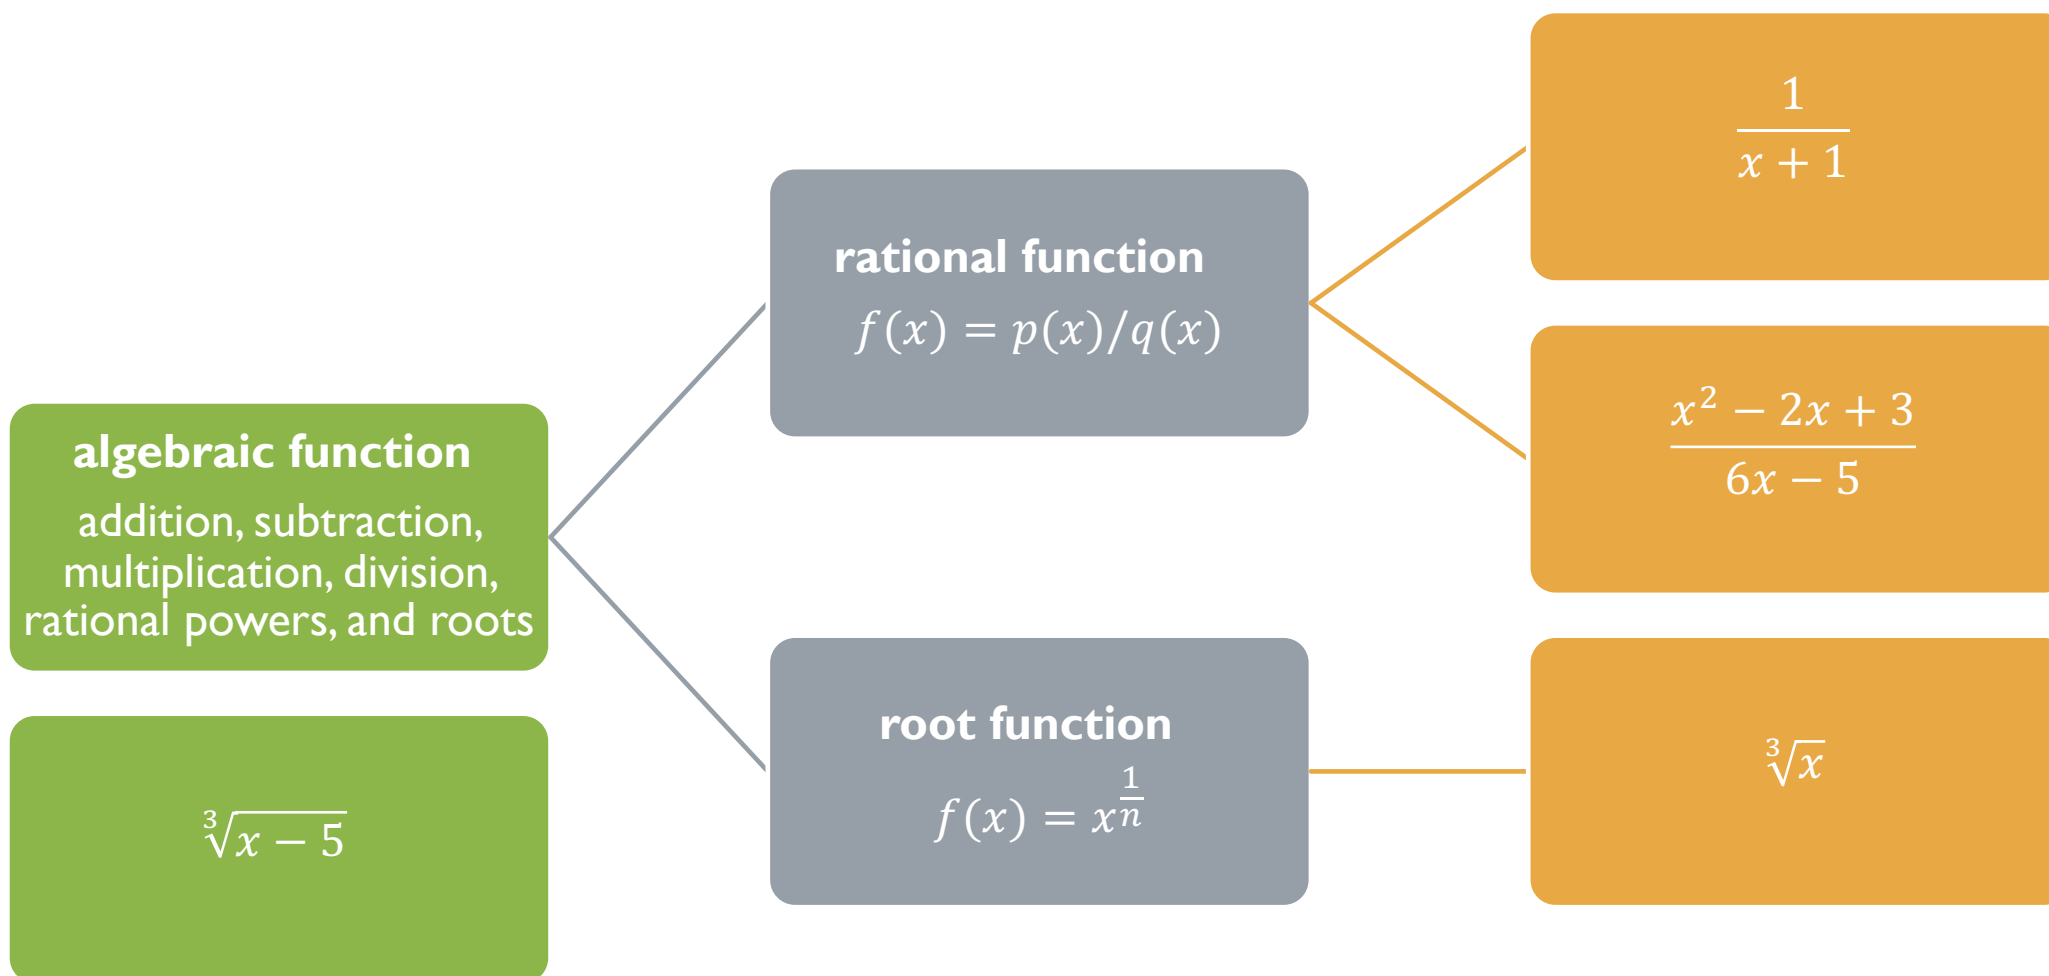 algebraic function
addition, subtraction,
multiplication, division,
rational powers, and roots
∛(x − 5)
rational function
f(x) = p(x)/q(x)
root function
f(x) = x^(1/n)
1/(x + 1)
(x² − 2x + 3)/(6x − 5)
∛x